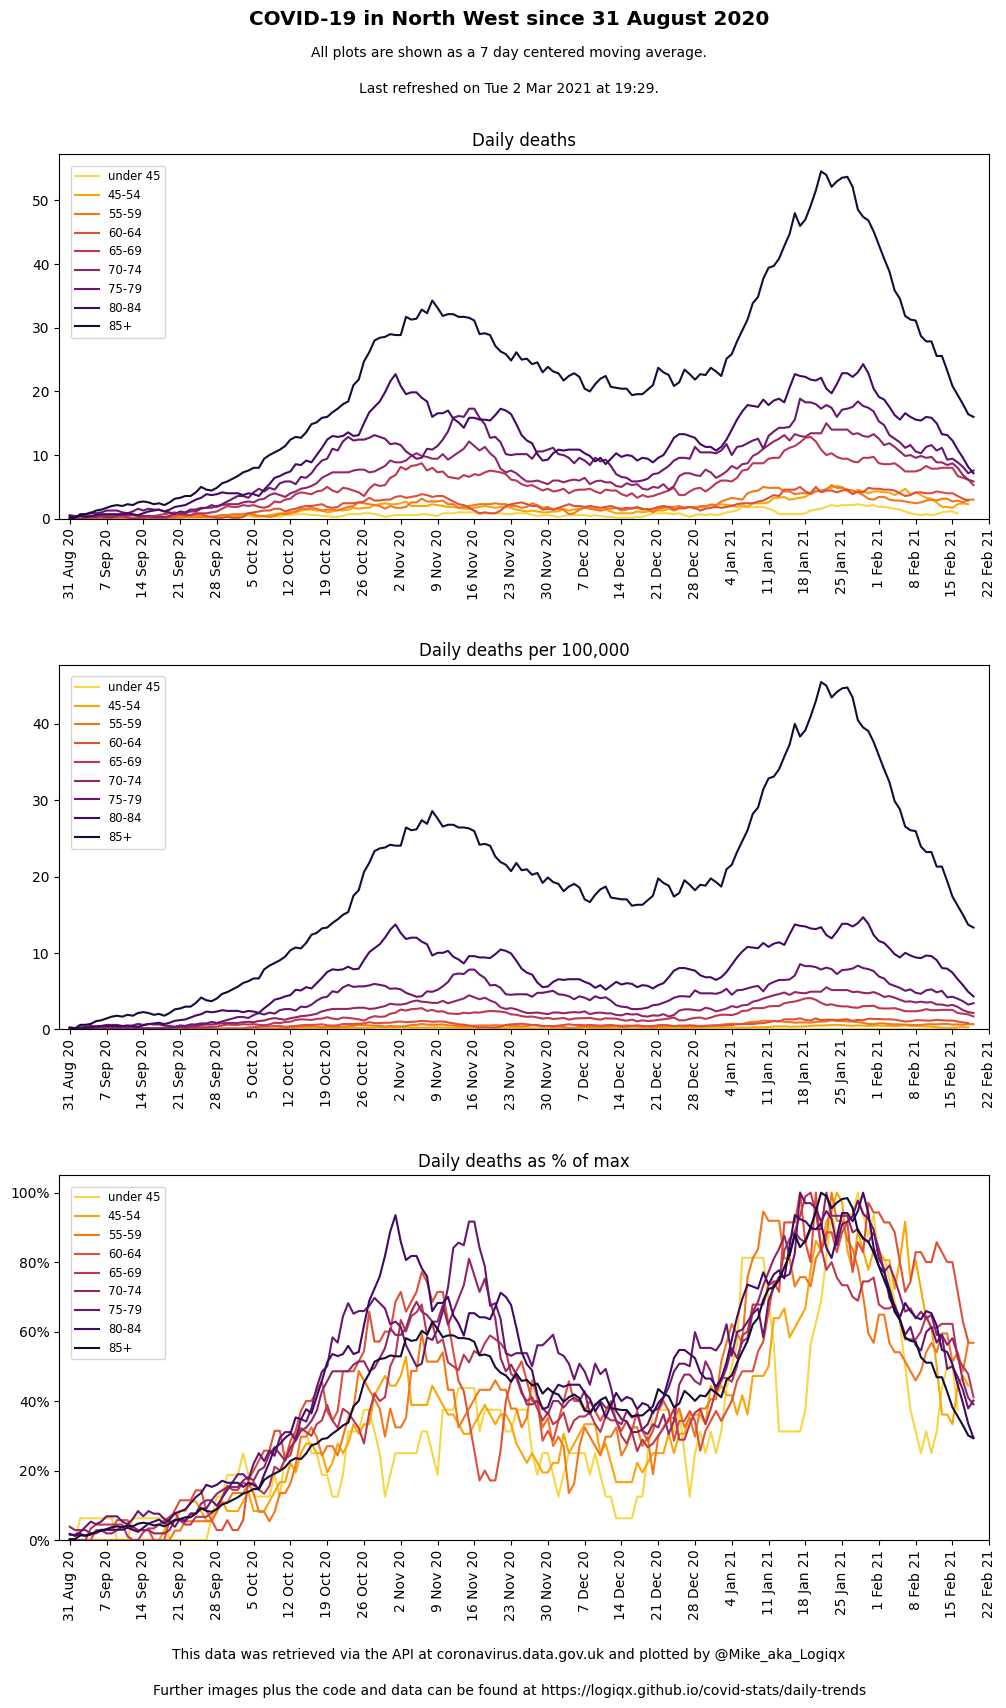 COVID-19 in North West since 31 August 2020
All plots are shown as a 7 day centered moving average.
Last refreshed on Tue 2 Mar 2021 at 19:29.
Daily deaths
under 45
45-54
55-59
60-64
65-69
70-74
75-79
80-84
85+
50
40
30
20
10
0
31 Aug 20
7 Sep 20
14 Sep 20
21 Sep 20
28 Sep 20
5 Oct 20
12 Oct 20
19 Oct 20
26 Oct 20
2 Nov 20
9 Nov 20
16 Nov 20
23 Nov 20
30 Nov 20
7 Dec 20
14 Dec 20
21 Dec 20
28 Dec 20
4 Jan 21
11 Jan 21
18 Jan 21
25 Jan 21
1 Feb 21
8 Feb 21
15 Feb 21
22 Feb 21
Daily deaths per 100,000
under 45
45-54
55-59
60-64
65-69
70-74
75-79
80-84
85+
40
30
20
10
0
31 Aug 20
7 Sep 20
14 Sep 20
21 Sep 20
28 Sep 20
5 Oct 20
12 Oct 20
19 Oct 20
26 Oct 20
2 Nov 20
9 Nov 20
16 Nov 20
23 Nov 20
30 Nov 20
7 Dec 20
14 Dec 20
21 Dec 20
28 Dec 20
4 Jan 21
11 Jan 21
18 Jan 21
25 Jan 21
1 Feb 21
8 Feb 21
15 Feb 21
22 Feb 21
Daily deaths as % of max
under 45
45-54
55-59
60-64
65-69
70-74
75-79
80-84
85+
100%
80%
60%
40%
20%
0%
31 Aug 20
7 Sep 20
14 Sep 20
21 Sep 20
28 Sep 20
5 Oct 20
12 Oct 20
19 Oct 20
26 Oct 20
2 Nov 20
9 Nov 20
16 Nov 20
23 Nov 20
30 Nov 20
7 Dec 20
14 Dec 20
21 Dec 20
28 Dec 20
4 Jan 21
11 Jan 21
18 Jan 21
25 Jan 21
1 Feb 21
8 Feb 21
15 Feb 21
22 Feb 21
This data was retrieved via the API at coronavirus.data.gov.uk and plotted by @Mike_aka_Logiqx
Further images plus the code and data can be found at https://logiqx.github.io/covid-stats/daily-trends